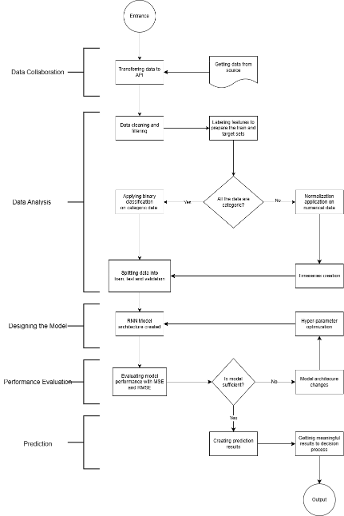 Entrance
Data Collaboration
Transferring data to
API
Getting data from
source
Data cleaning and
filtering
Labeling features to
prepare the train and
target sets
Data Analysis
Applying binary
classification
on categoric data
Yes
All the data are
categoric?
No
Normalization
application on
numerical data
Splitting data into
train, test and validation
creation
Designing the Model
RNN Model
architecture created
Hyper-parameter
optimization
Performance Evaluation
Evaluating model
performance with MSE
and RMSE
Is model
sufficient?
No
Model architecture
changes
Yes
Prediction
Creating prediction
results
Getting meaningful
results to decision
process
Output